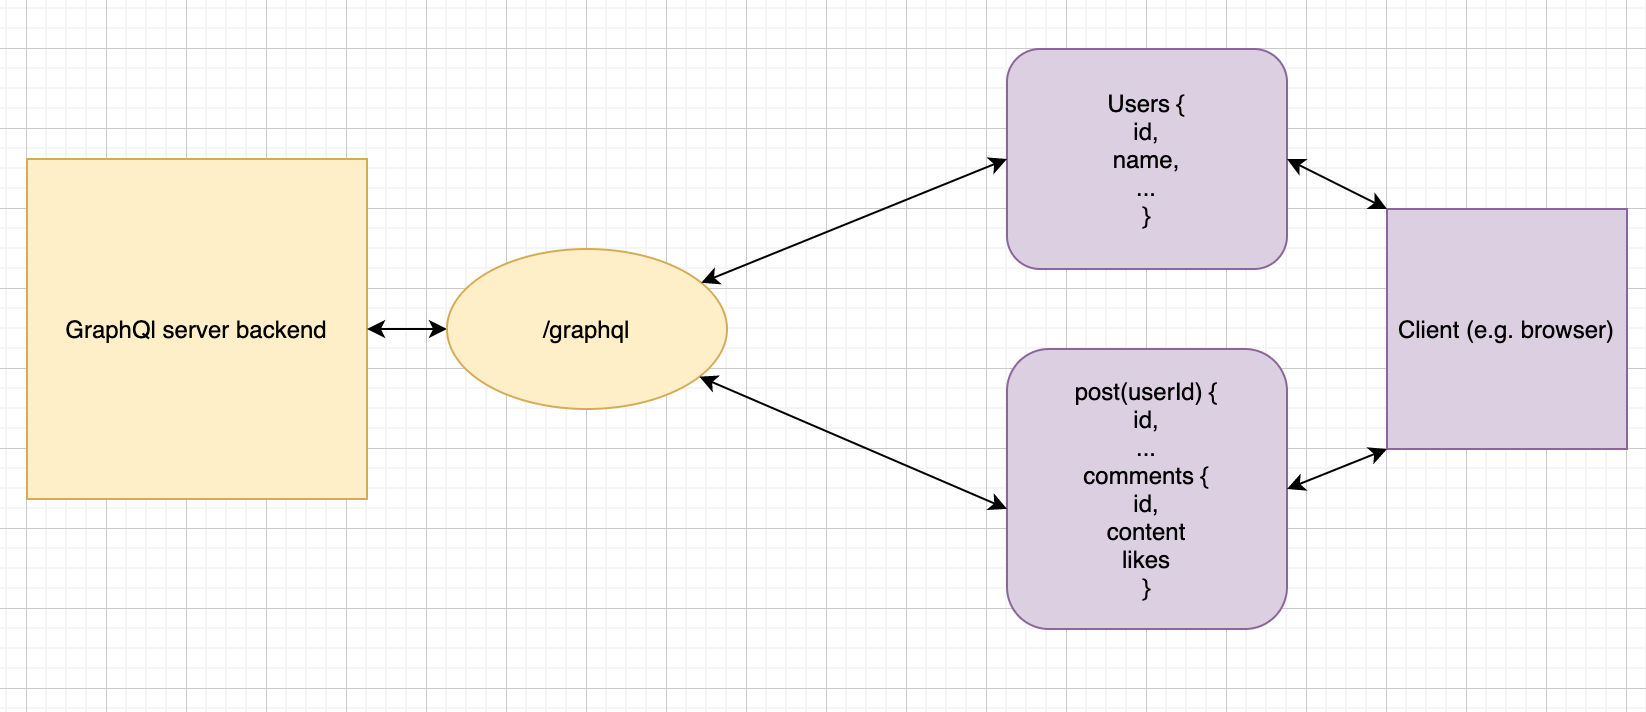 GraphQl server backend
/graphql
Users {
id,
name,
...
}
post(userId) {
id,
...
comments {
id,
content
likes
}
Client (e.g. browser)